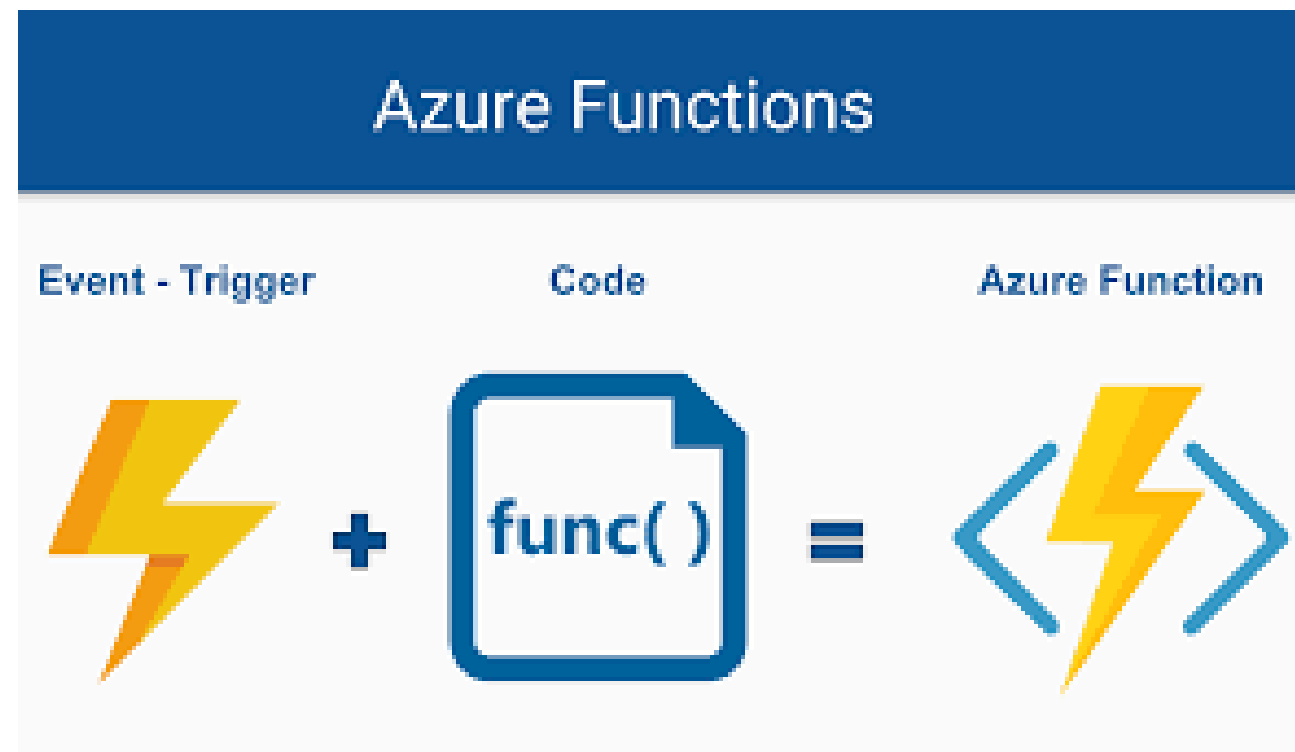 Azure Functions
Event - Trigger
Code
Azure Function
func( )